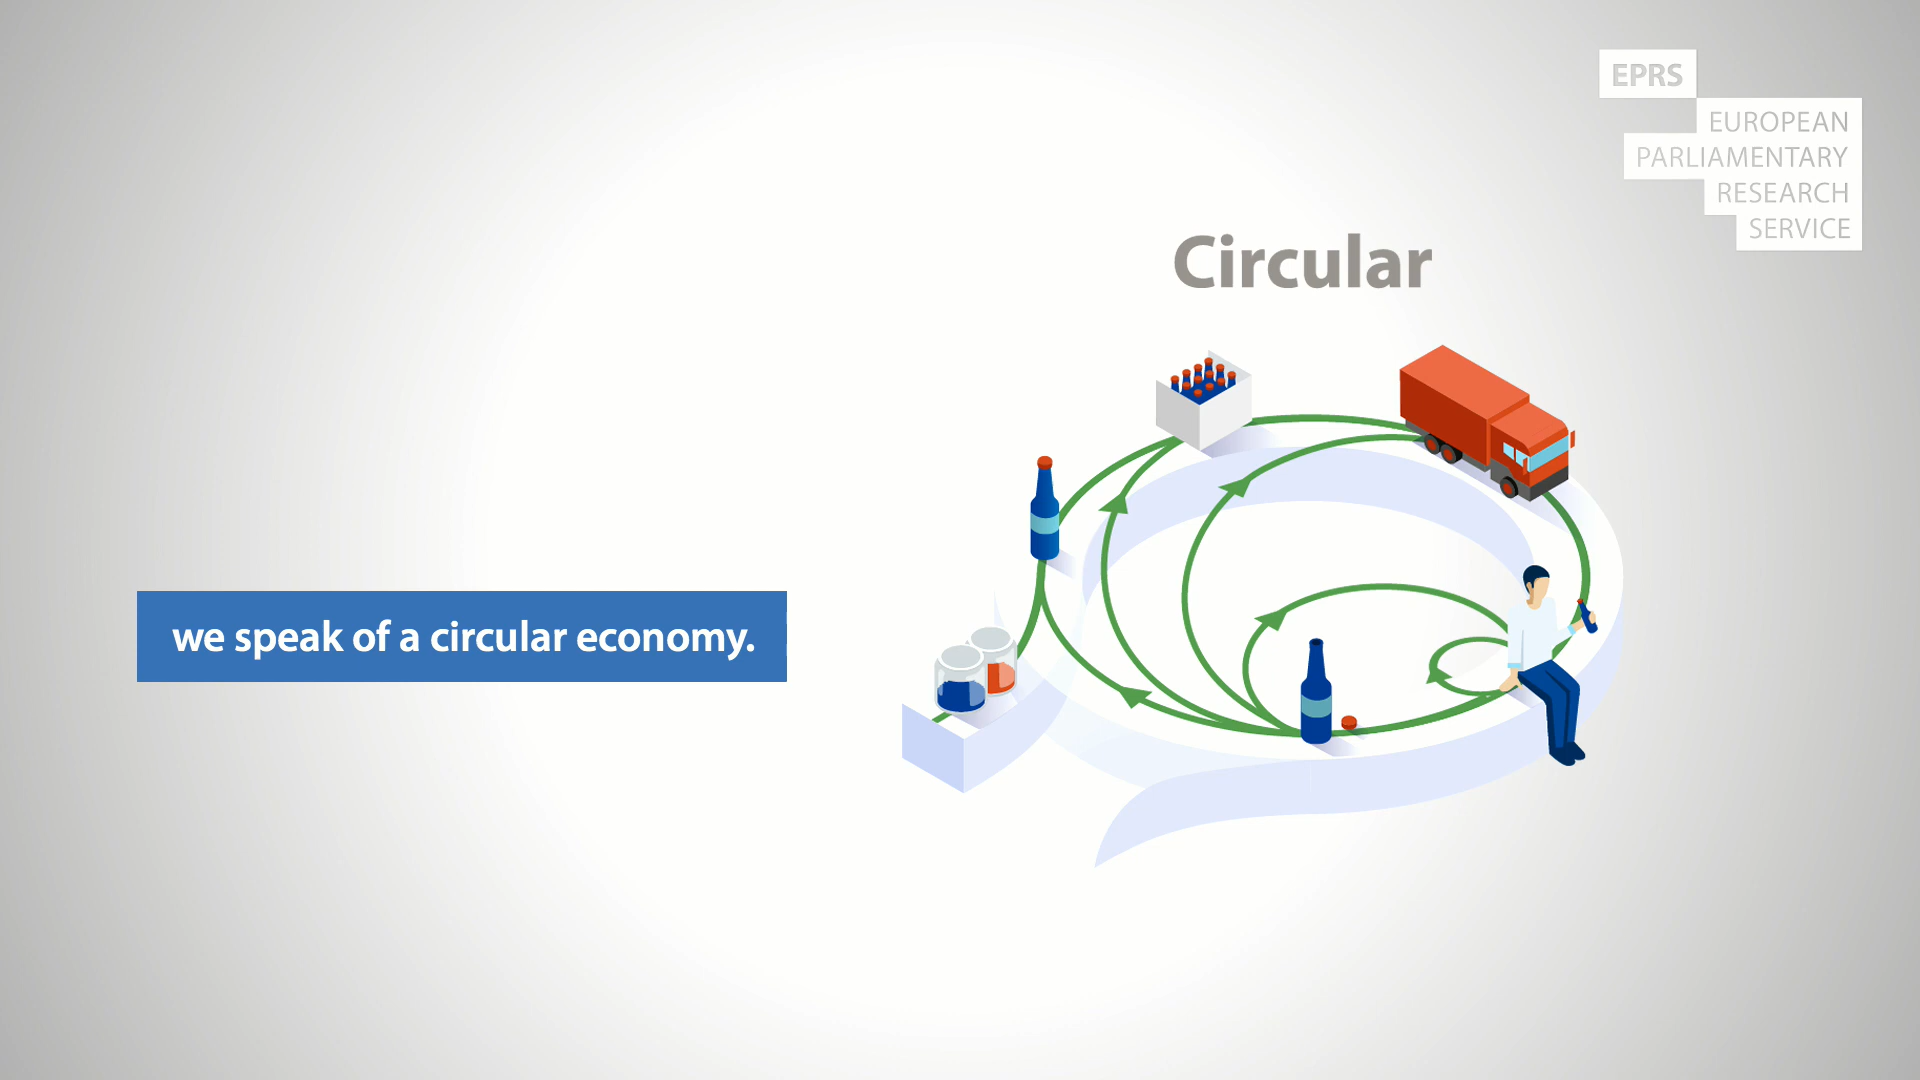 EPRS
EUROPEAN
PARLIAMENTARY
RESEARCH
SERVICE
Circular
we speak of a circular economy.